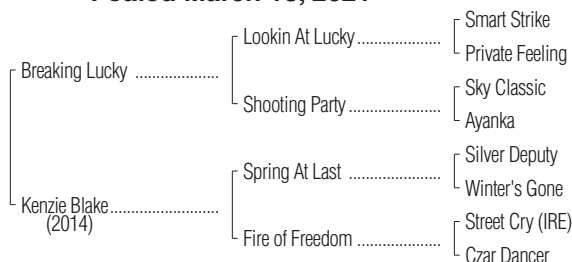 Smart Strike
Lookin At Lucky
Private Feeling
Breaking Lucky
Sky Classic
Shooting Party
Ayanka
Silver Deputy
Spring At Last
Winter's Gone
Kenzie Blake
(2014)
Street Cry (IRE)
Fire of Freedom
Czar Dancer